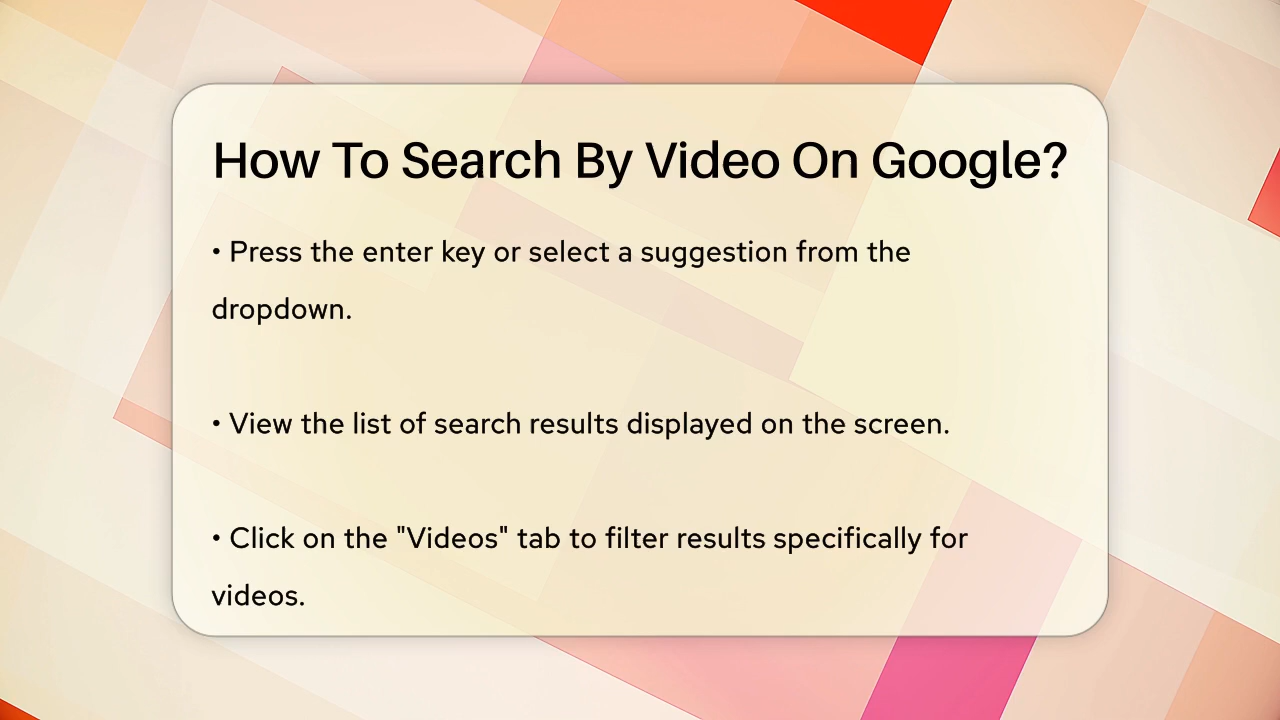 How To Search By Video On Google?
• Press the enter key or select a suggestion from the
dropdown.
• View the list of search results displayed on the screen.
• Click on the "Videos" tab to filter results specifically for
videos.